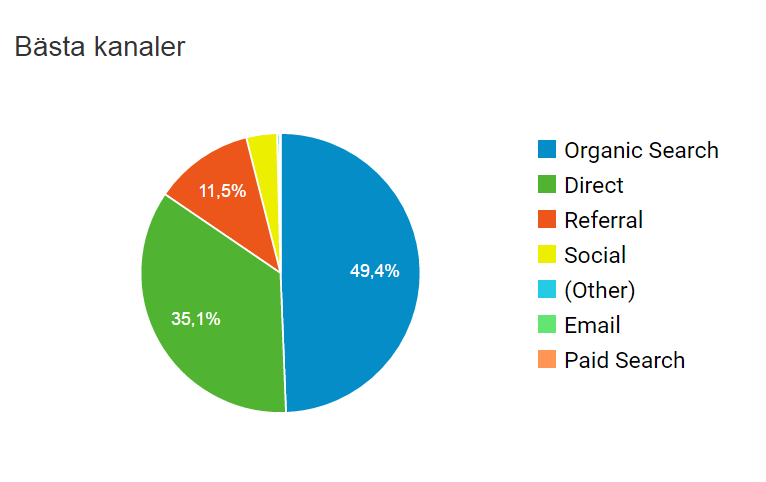 Bästa kanaler
11,5%
49,4%
35,1%
Organic Search
Direct
Referral
Social
(Other)
Email
Paid Search